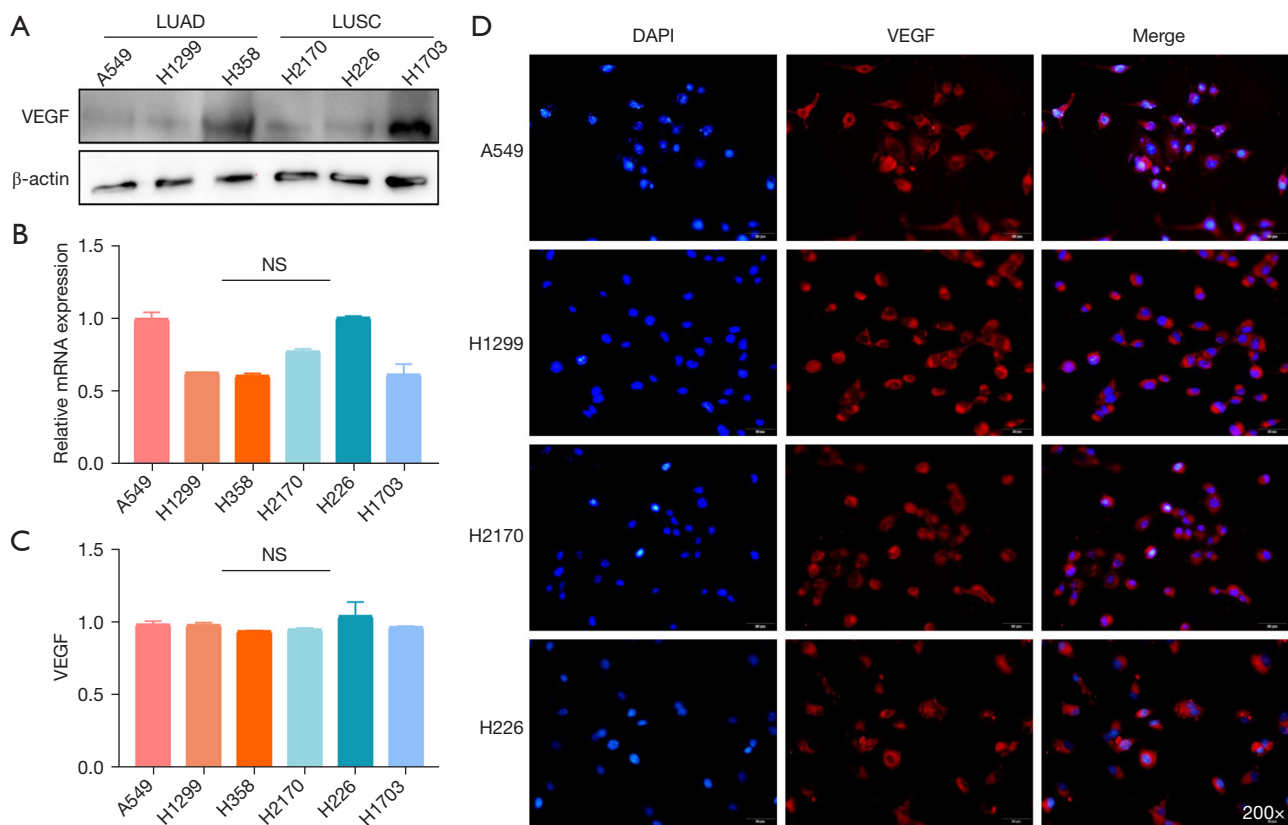 A
LUAD
LUSC
A549
H1299
H358
H2170
H226
H1703
VEGF
β-actin
B
Relative mRNA expression
1.5
1.0
0.5
0.0
NS
A549
H1299
H358
H2170
H226
H1703
C
VEGF
1.5
1.0
0.5
0.0
NS
A549
H1299
H358
H2170
H226
H1703
D
DAPI
VEGF
Merge
A549
H1299
H2170
H226
200×